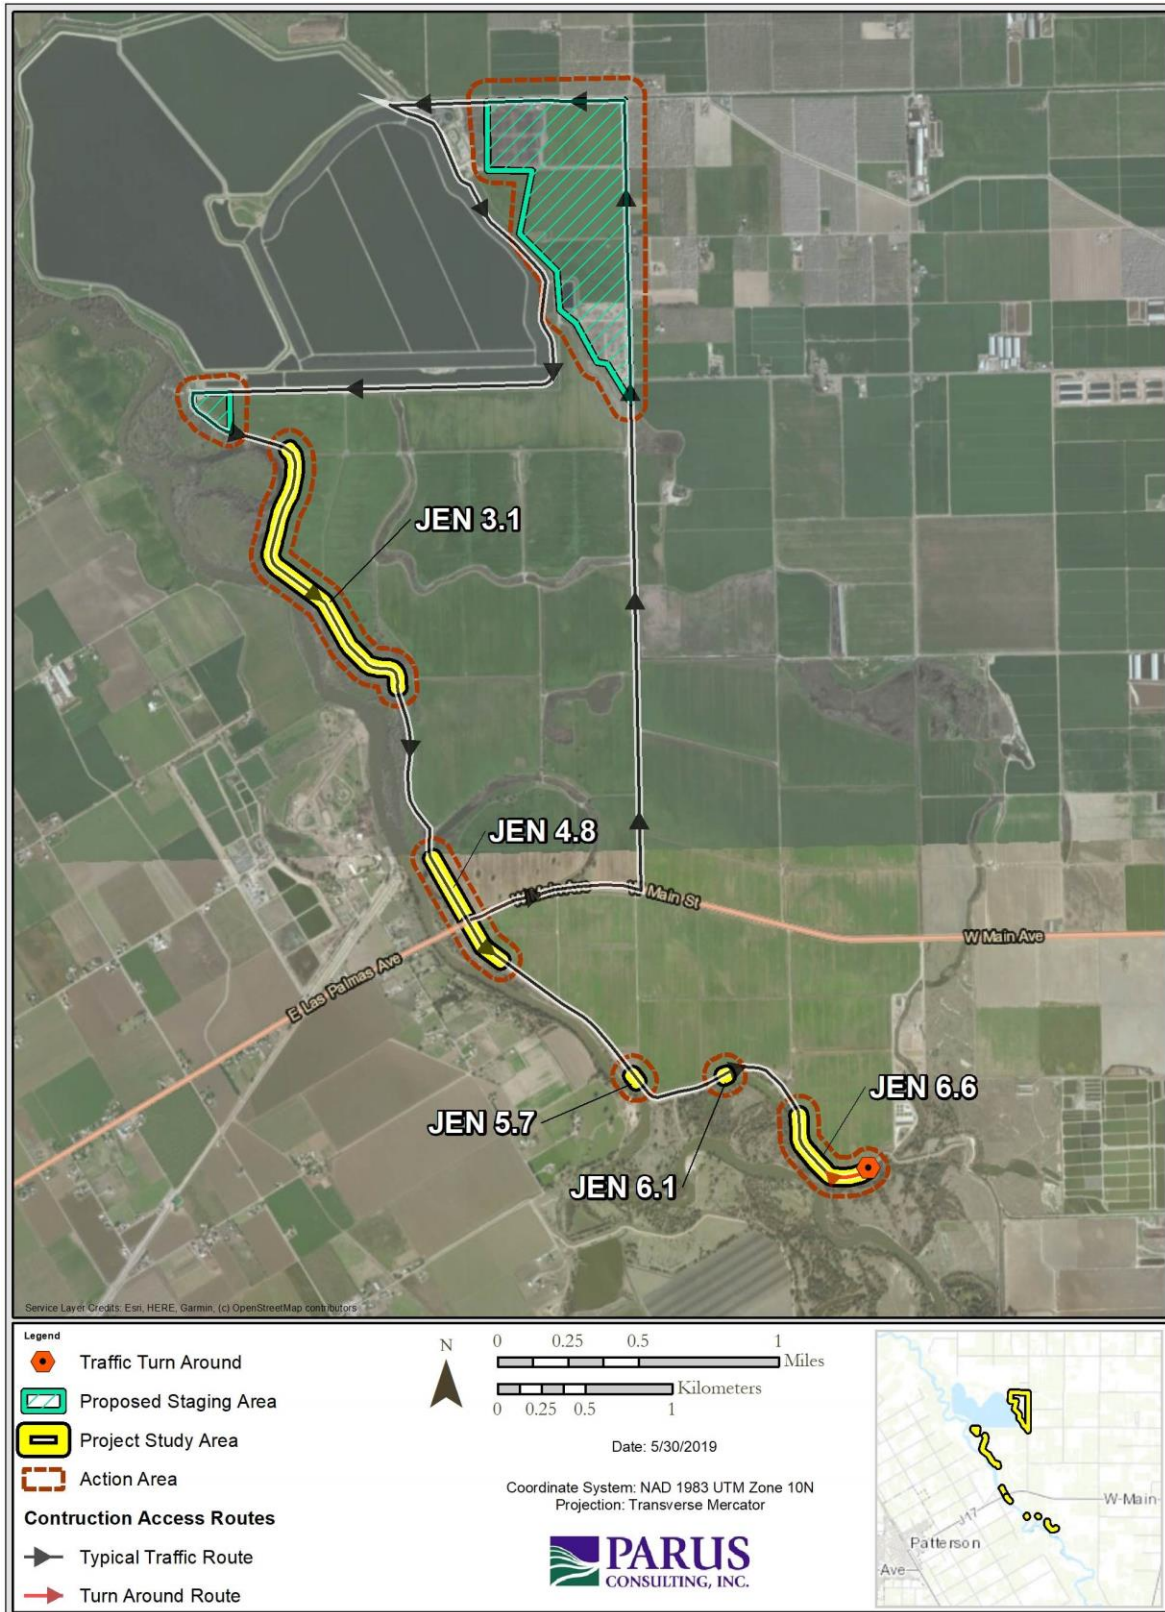 JEN 3.1
JEN 4.8
W Main Ave
W Main St
W Main Ave
E Las Palmas Ave
JEN 5.7
JEN 6.6
JEN 6.1
Service Layer Credits: Esri, HERE, Garmin, (c) OpenStreetMap contributors
Legend
Traffic Turn Around
Proposed Staging Area
Project Study Area
Action Area
Contruction Access Routes
Typical Traffic Route
Turn Around Route
N
0 0.25 0.5 1
Miles
Kilometers
0 0.25 0.5 1
Date: 5/30/2019
Coordinate System: NAD 1983 UTM Zone 10N
Projection: Transverse Mercator
PARUS
CONSULTING, INC.
W-Main
J17
Patterson
Ave